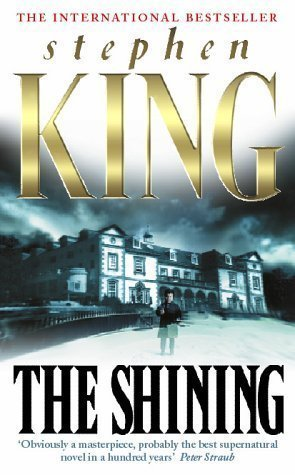 THE INTERNATIONAL BESTSELLER
stephen
KING
THE SHINING
'Obviously a masterpiece, probably the best supernatural
novel in a hundred years' Peter Straub